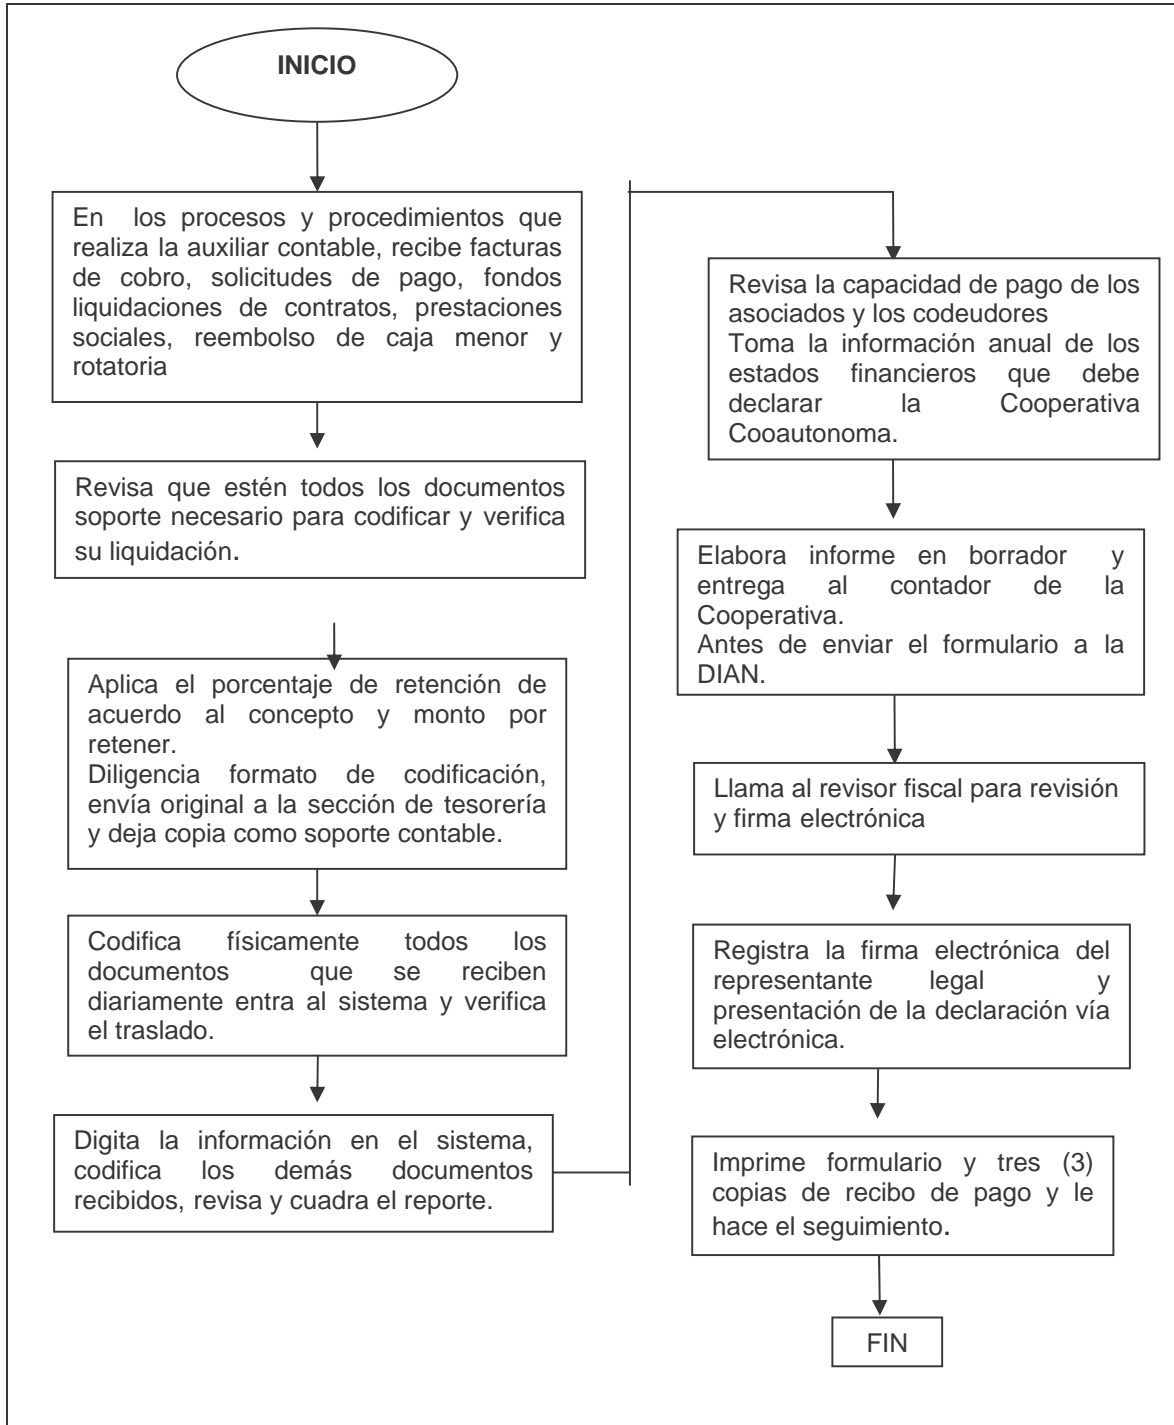 INICIO
En los procesos y procedimientos que
realiza la auxiliar contable, recibe facturas
de cobro, solicitudes de pago, fondos
liquidaciones de contratos, prestaciones
sociales, reembolso de caja menor y
rotatoria
Revisa que estén todos los documentos
soporte necesario para codificar y verifica
su liquidación.
Aplica el porcentaje de retención de
acuerdo al concepto y monto por
retener.
Diligencia formato de codificación,
envía original a la sección de tesorería
y deja copia como soporte contable.
Codifica físicamente todos los
documentos que se reciben
diariamente entra al sistema y verifica
el traslado.
Digita la información en el sistema,
codifica los demás documentos
recibidos, revisa y cuadra el reporte.
Revisa la capacidad de pago de los
asociados y los codeudores
Toma la información anual de los
estados financieros que debe
declarar la Cooperativa
Cooautonoma.
Elabora informe en borrador y
entrega al contador de la
Cooperativa.
Antes de enviar el formulario a la
DIAN.
Llama al revisor fiscal para revisión
y firma electrónica
Registra la firma electrónica del
representante legal y
presentación de la declaración vía
electrónica.
Imprime formulario y tres (3)
copias de recibo de pago y le
hace el seguimiento.
FIN